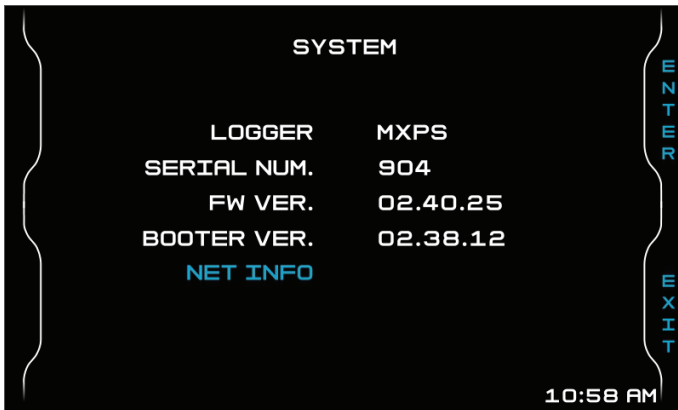 SYSTEM
LOGGER MXPS
SERIAL NUM. 904
FW VER. 02.40.25
BOOTER VER. 02.38.12
NET INFO
ENTER
EXIT
10:58 AM